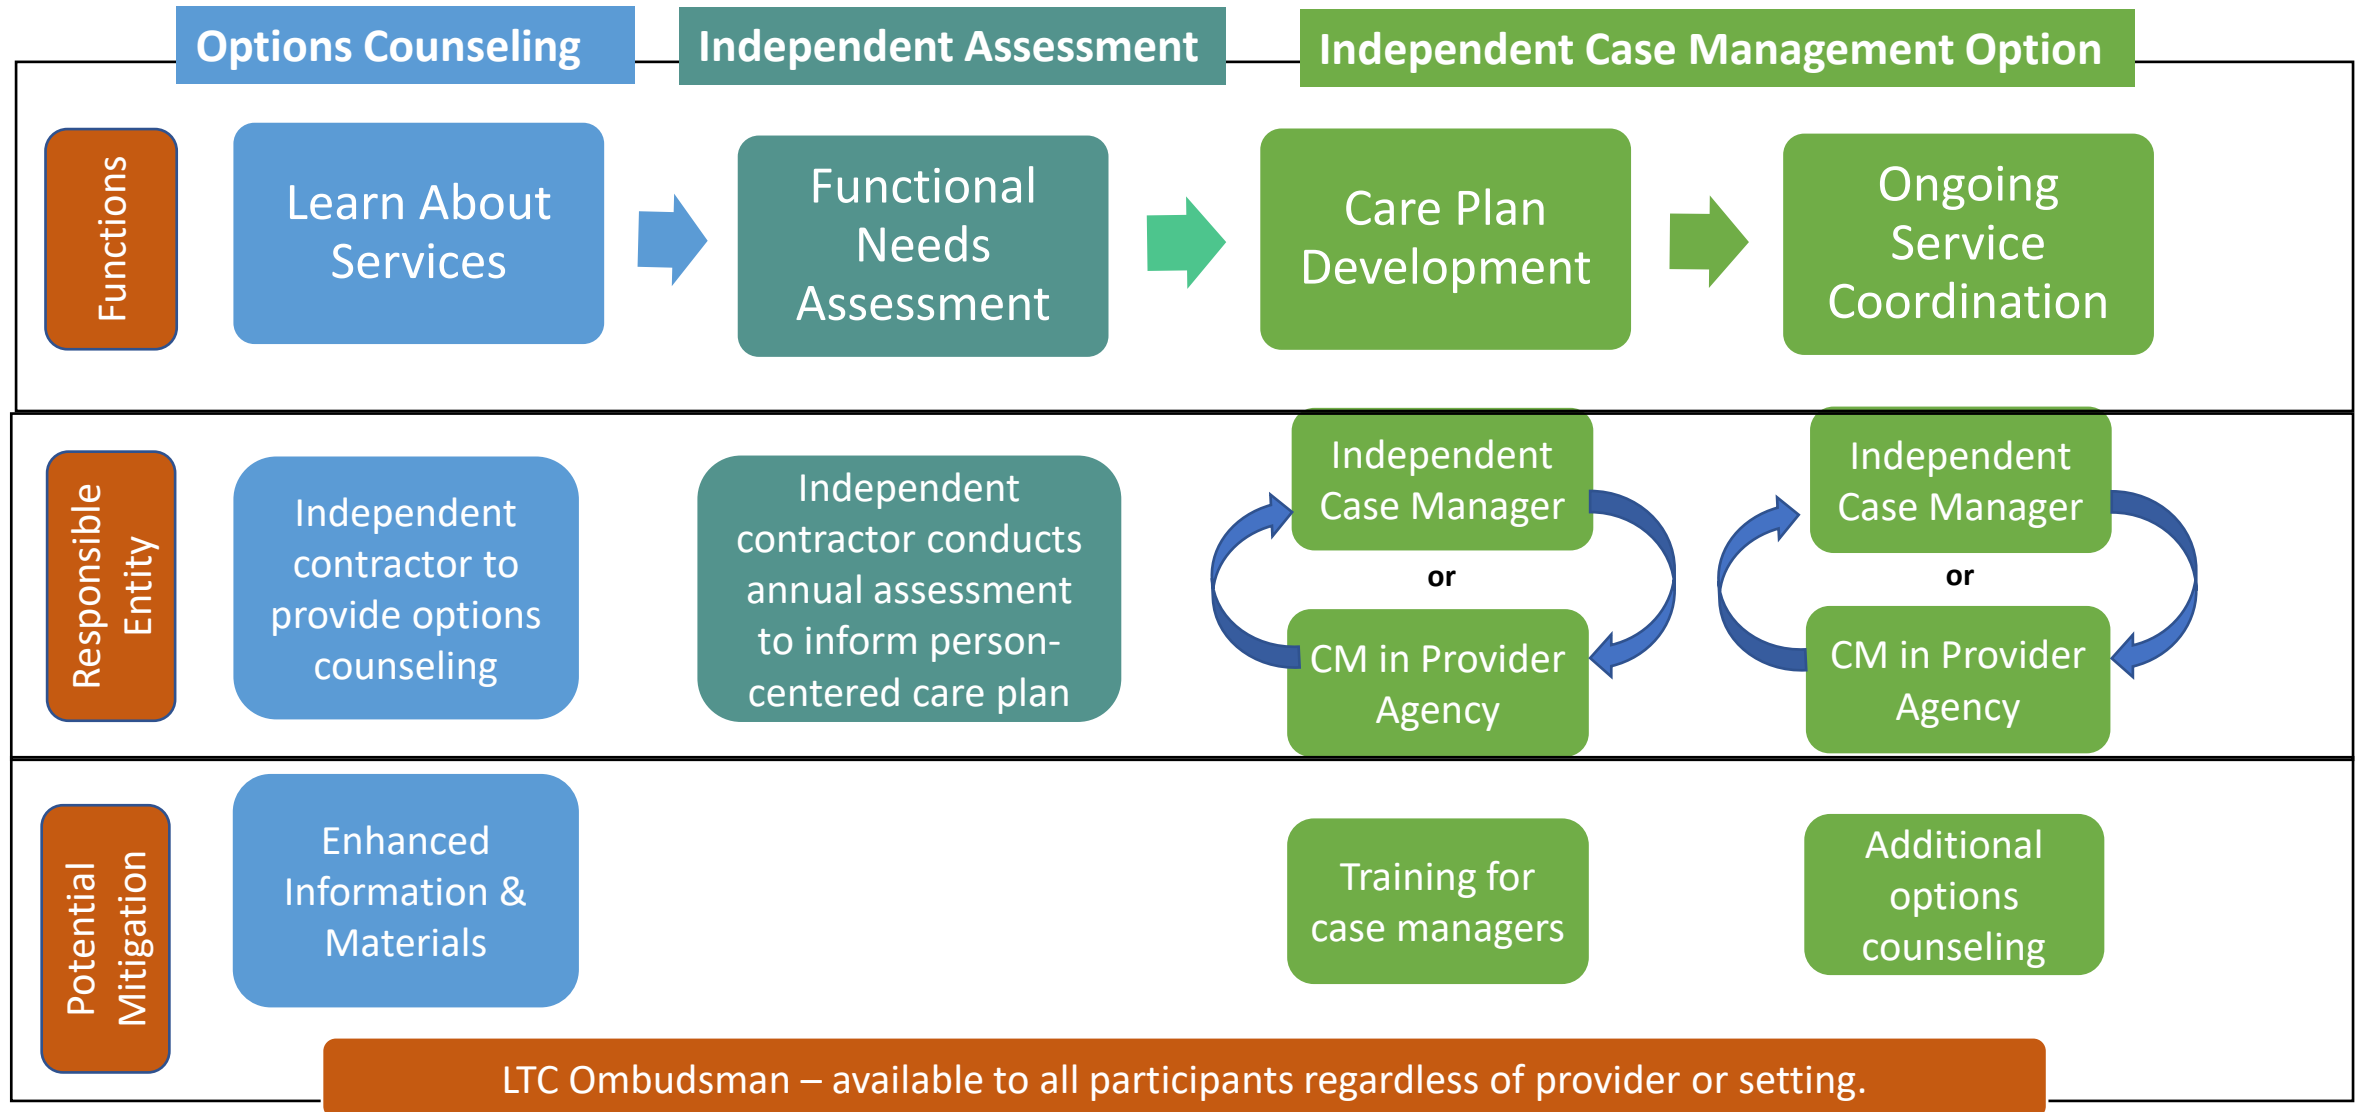 Options Counseling
Independent Assessment
Independent Case Management Option
Functions
Learn About
Services
Functional
Needs
Assessment
Care Plan
Development
Ongoing
Service
Coordination
Responsible
Entity
Independent
contractor to
provide options
counseling
Independent
contractor conducts
annual assessment
to inform person-
centered care plan
Independent
Case Manager
or
CM in Provider
Agency
Independent
Case Manager
or
CM in Provider
Agency
Potential
Mitigation
Enhanced
Information &
Materials
Training for
case managers
Additional
options
counseling
LTC Ombudsman – available to all participants regardless of provider or setting.